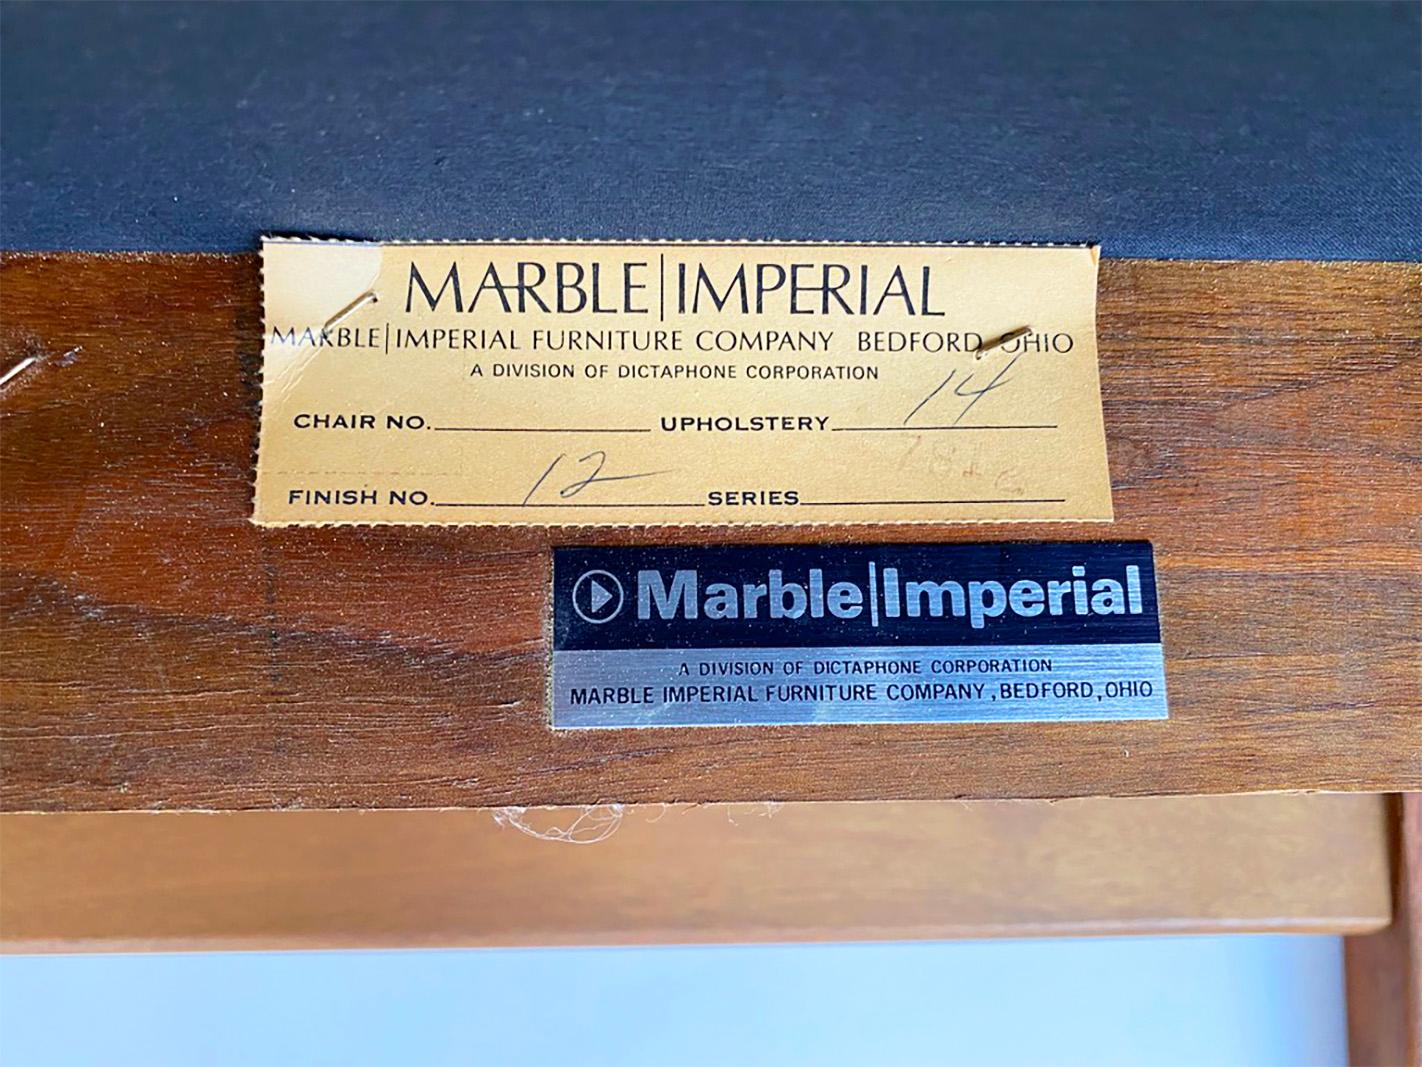 MARBLE|IMPERIAL
MARBLE|IMPERIAL FURNITURE COMPANY BEDFORD, OHIO
A DIVISION OF DICTAPHONE CORPORATION
CHAIR NO. UPHOLSTERY 14
FINISH NO. 12 SERIES
Marble|Imperial
A DIVISION OF DICTAPHONE CORPORATION
MARBLE IMPERIAL FURNITURE COMPANY, BEDFORD, OHIO